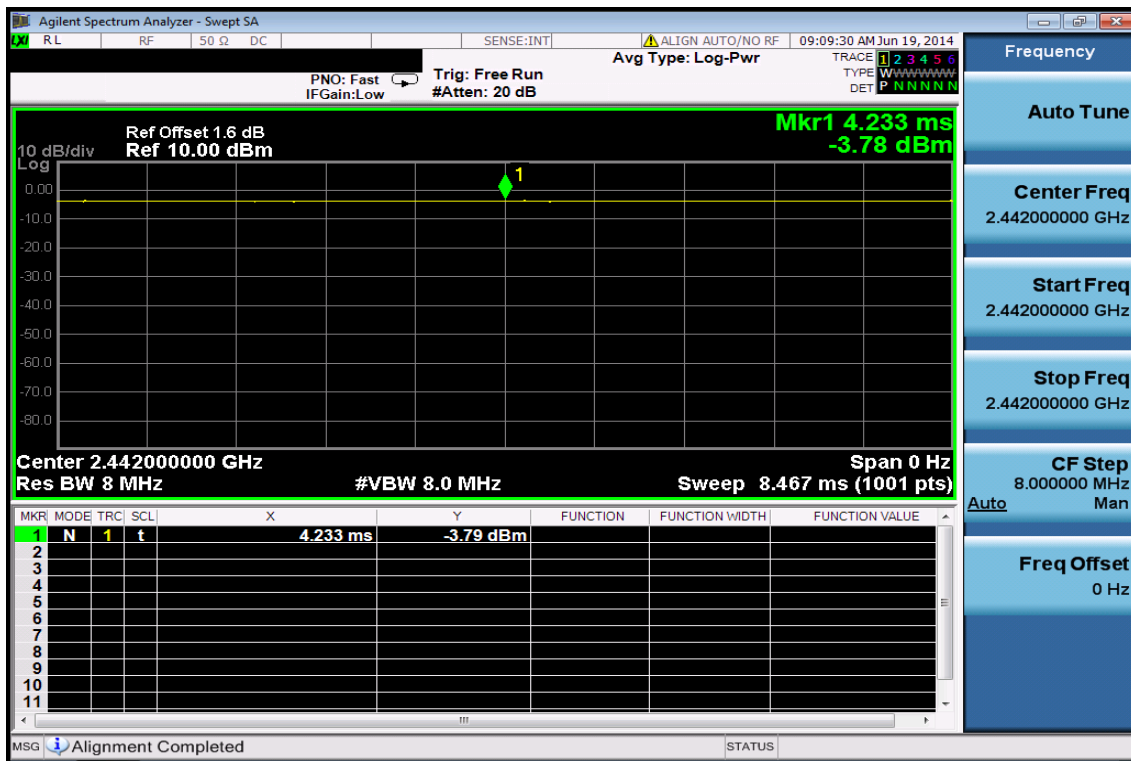 Agilent Spectrum Analyzer - Swept SA
LXI RL RF 50 Ω DC SENSE:INT ALIGN AUTO/NO RF 09:09:30 AM Jun 19, 2014
PNO: Fast
IFGain:Low
Trig: Free Run
#Atten: 20 dB
Avg Type: Log-Pwr
TRACE 1 2 3 4 5 6
TYPE WWWWWW
DET P N N N N N
Mkr1 4.233 ms
-3.78 dBm
Ref Offset 1.6 dB
10 dB/div Ref 10.00 dBm
Log
1
0.00
-10.0
-20.0
-30.0
-40.0
-50.0
-60.0
-70.0
-80.0
Center 2.442000000 GHz Span 0 Hz
Res BW 8 MHz #VBW 8.0 MHz Sweep 8.467 ms (1001 pts)
MKR MODE TRC SCL X Y FUNCTION FUNCTION WIDTH FUNCTION VALUE
1 N 1 t 4.233 ms -3.79 dBm
2
3
4
5
6
7
8
9
10
11
MSG Alignment Completed STATUS
Frequency
Auto Tune
Center Freq
2.442000000 GHz
Start Freq
2.442000000 GHz
Stop Freq
2.442000000 GHz
CF Step
8.000000 MHz
Auto Man
Freq Offset
0 Hz